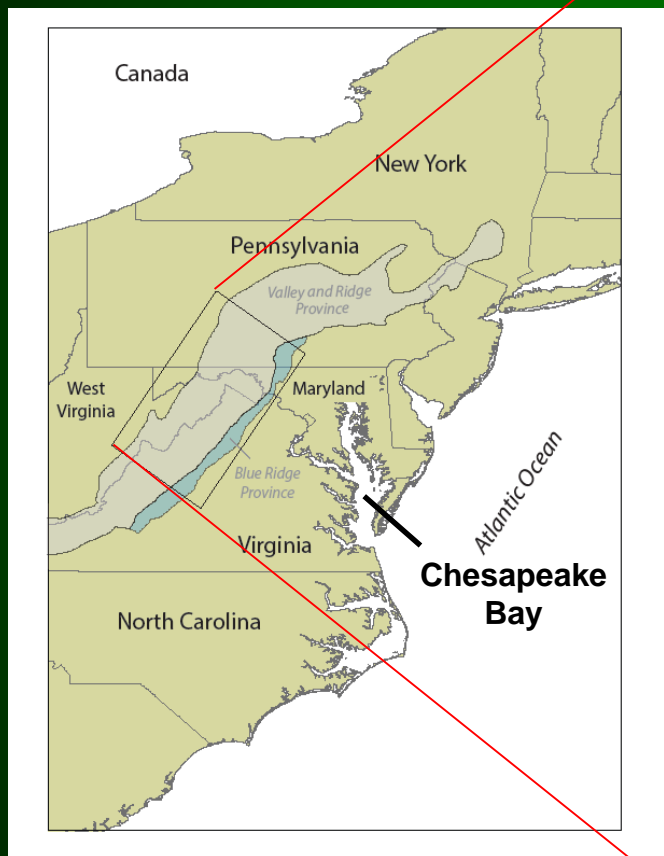 Canada
New York
Pennsylvania
Valley and Ridge
Province
West
Virginia
Maryland
Blue Ridge
Province
Atlantic Ocean
Virginia
Chesapeake
Bay
North Carolina